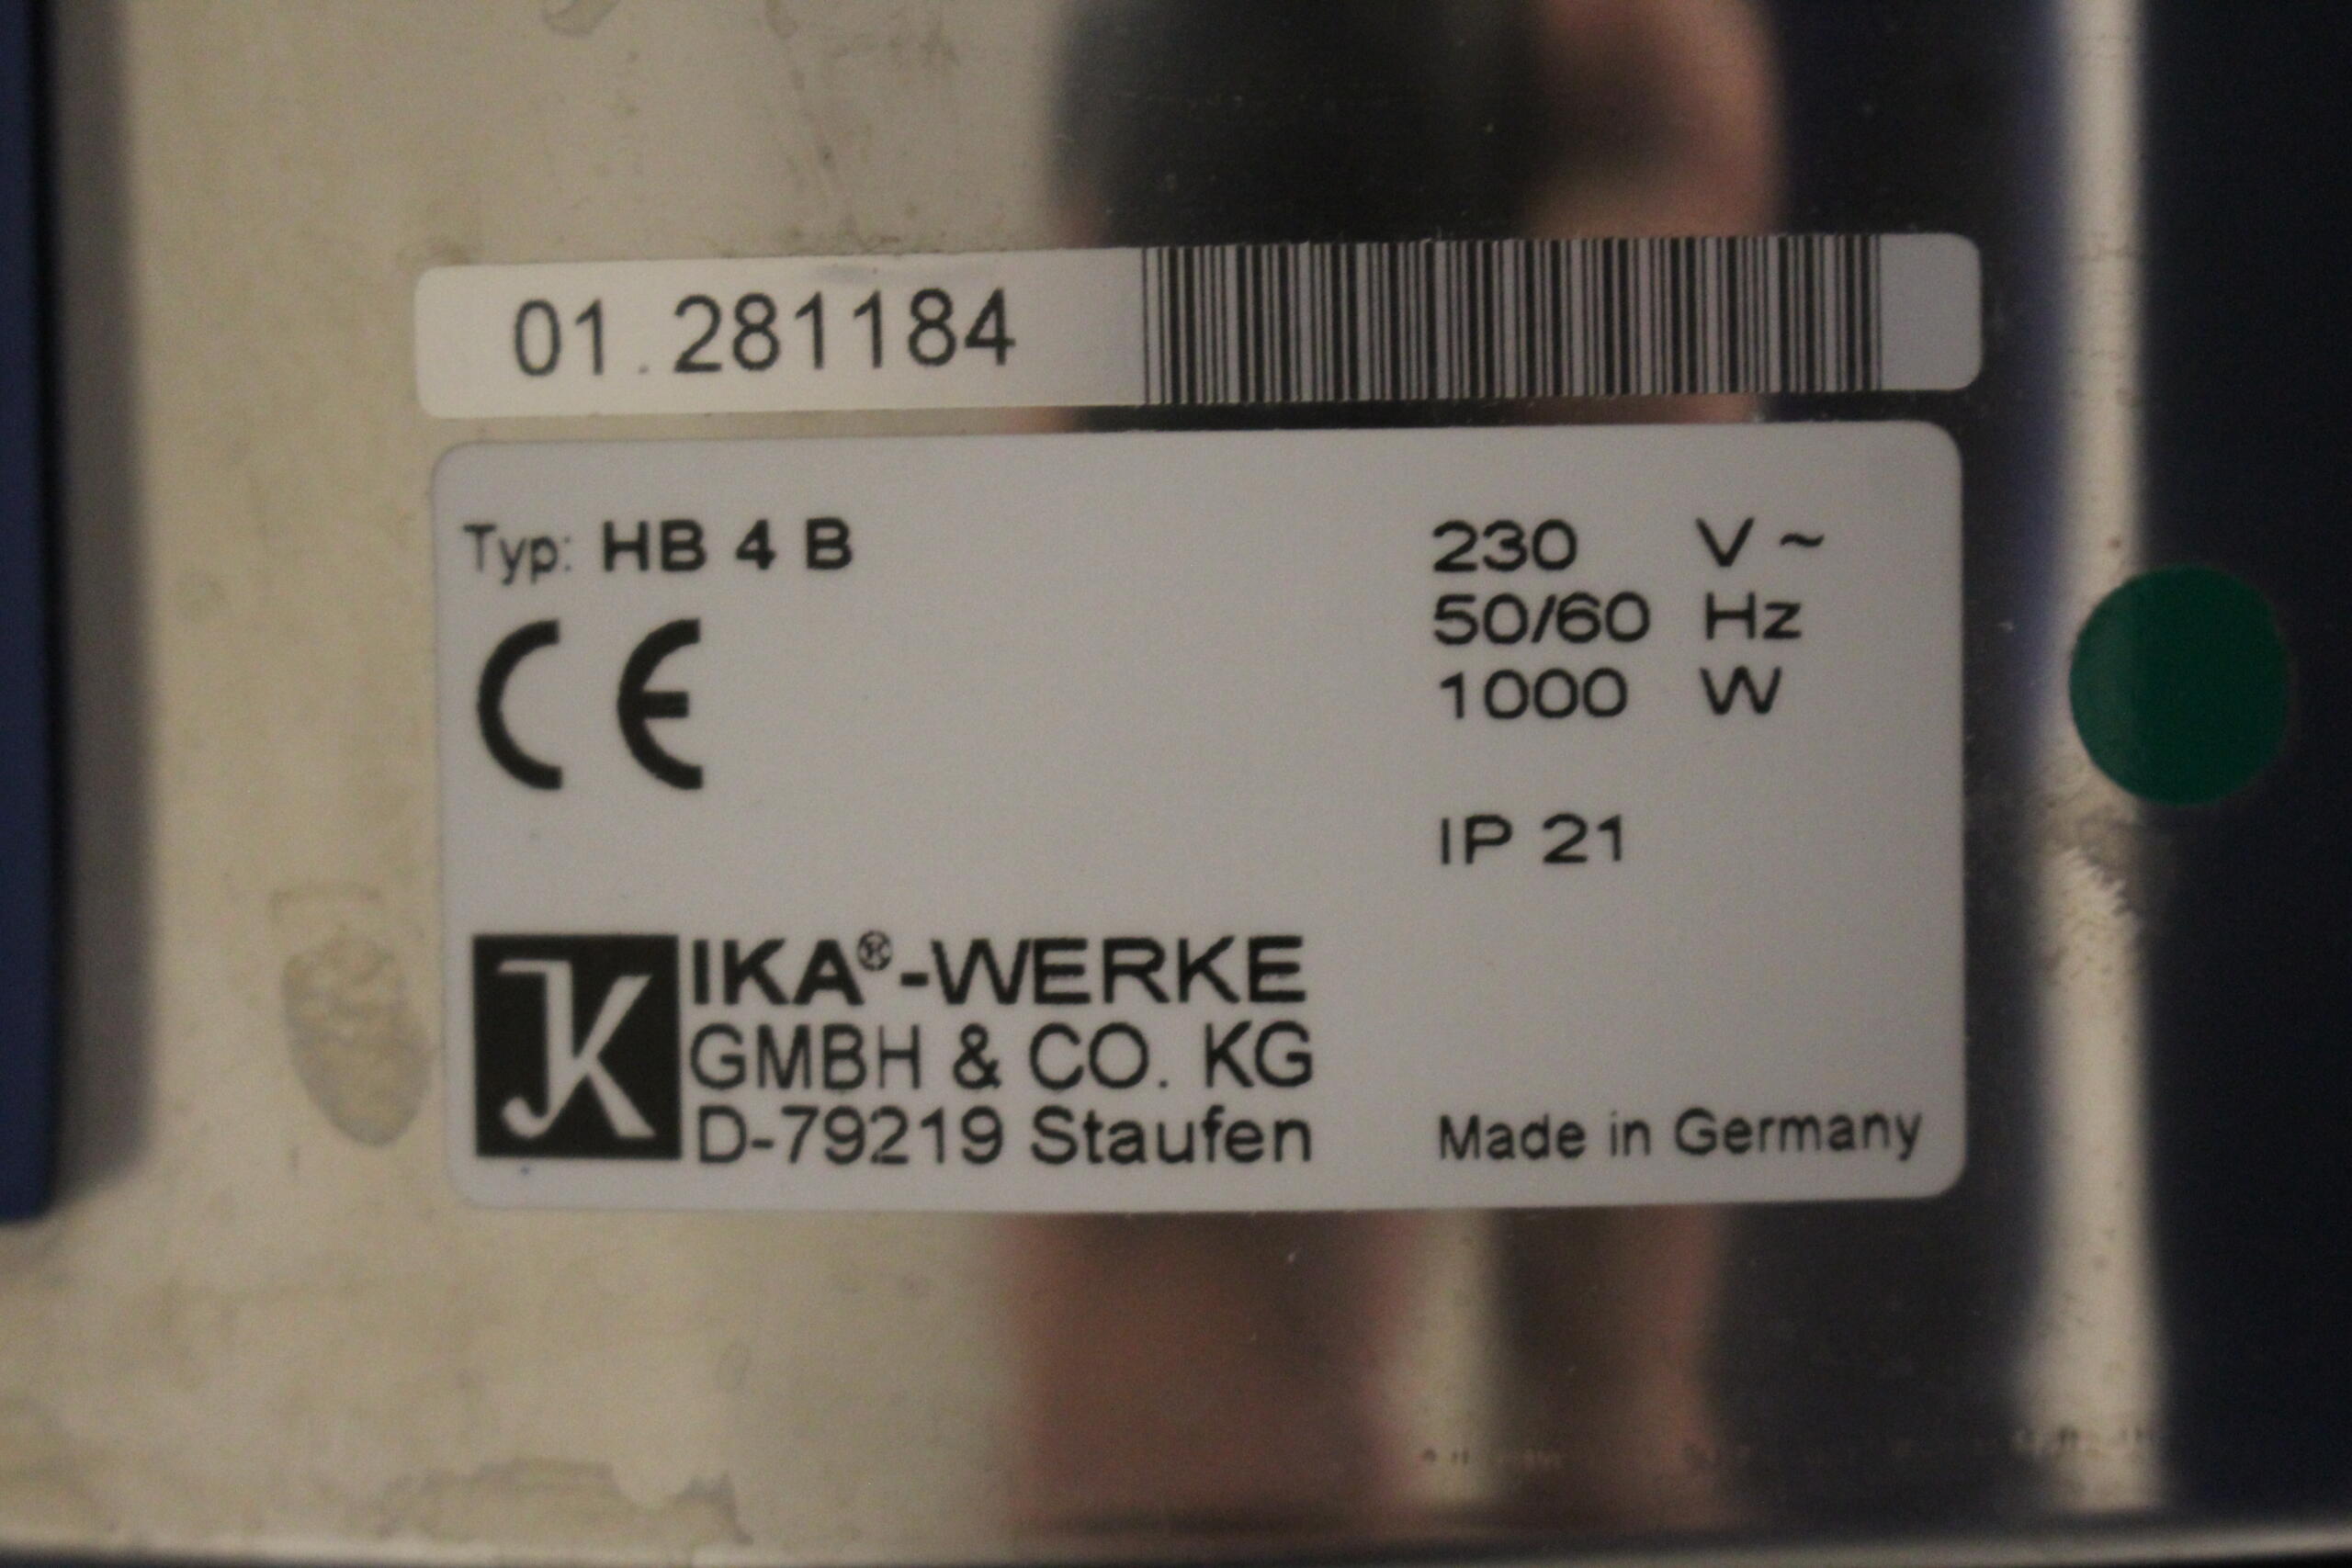 01.281184
Typ: HB 4 B
230 V ~
50/60 Hz
1000 W
CE
IP 21
IKA®-WERKE
GMBH & CO. KG
D-79219 Staufen
Made in Germany